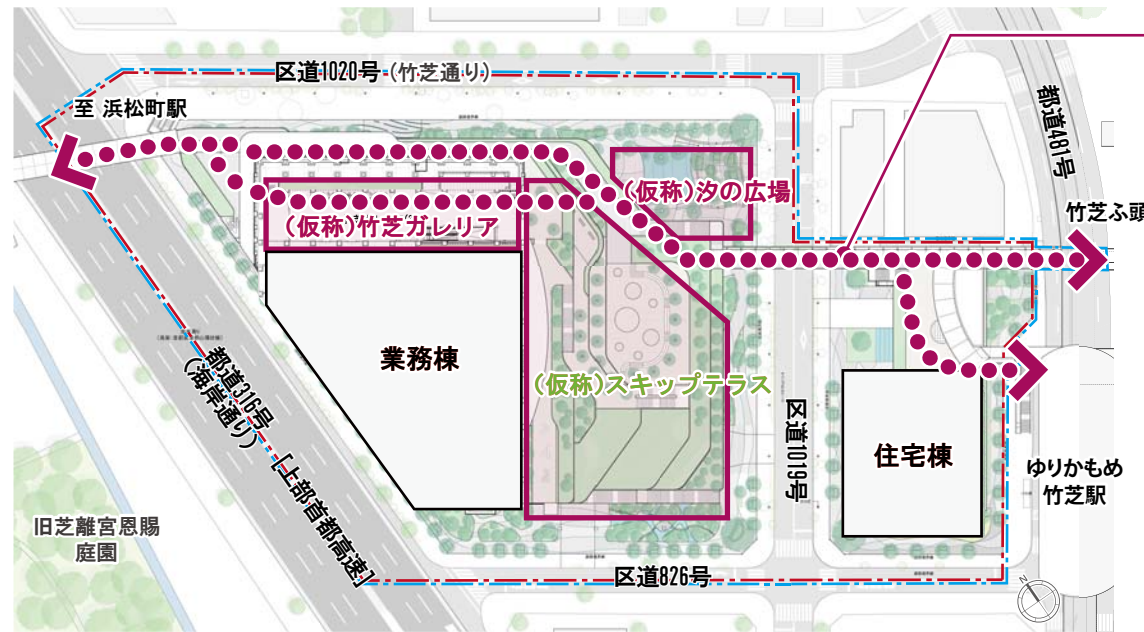 区道1020号(竹芝通り)
至 浜松町駅
都道481号
(仮称)汐の広場
竹芝ふ頭
(仮称)竹芝ガレリア
業務棟
(仮称)スキップテラス
都道316号
(海岸通り)
[上部首都高速]
区道1019号
住宅棟
ゆりかもめ
竹芝駅
旧芝離宮恩賜
庭園
区道826号
N